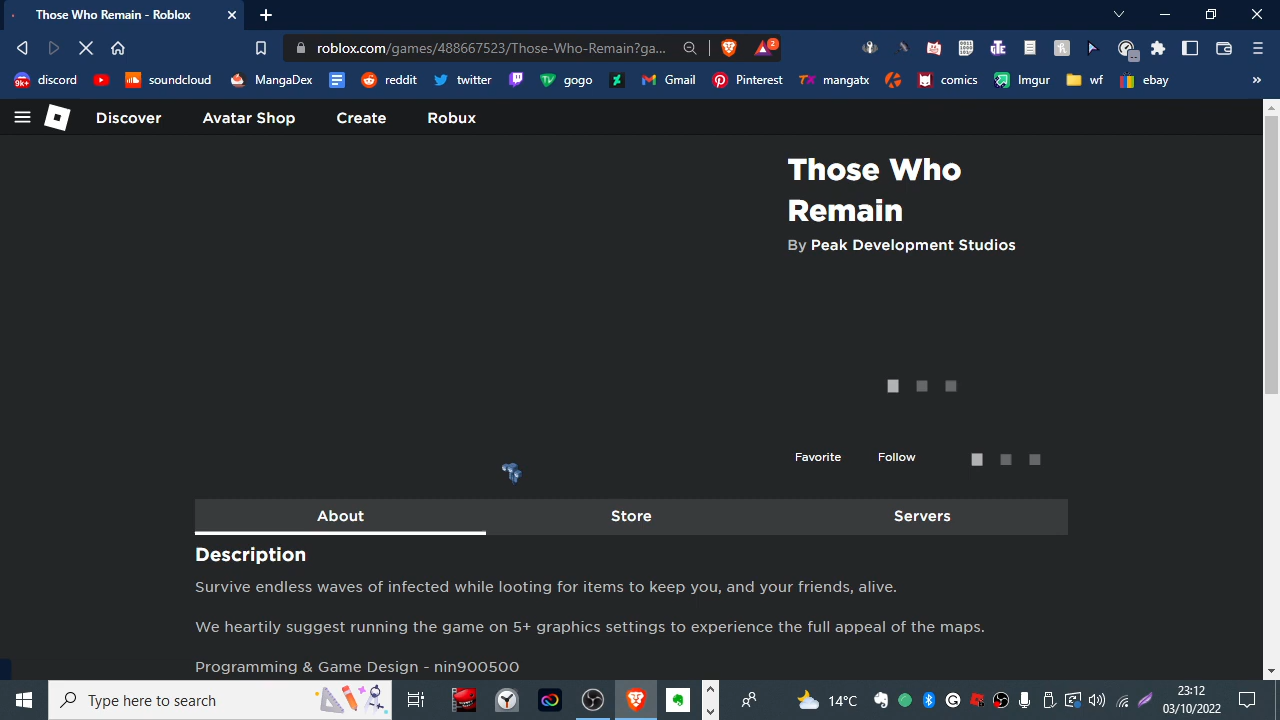 Those Who Remain - Roblox
roblox.com/games/488667523/Those-Who-Remain?ga...
2
9K+
discord
soundcloud
MangaDex
reddit
twitter
gogo
Gmail
Pinterest
mangatx
comics
Imgur
wf
ebay
Discover
Avatar Shop
Create
Robux
Those Who
Remain
By Peak Development Studios
Favorite
Follow
About
Store
Servers
Description
Survive endless waves of infected while looting for items to keep you, and your friends, alive.
We heartily suggest running the game on 5+ graphics settings to experience the full appeal of the maps.
Programming & Game Design - nin900500
Type here to search
14°C
23:12
03/10/2022